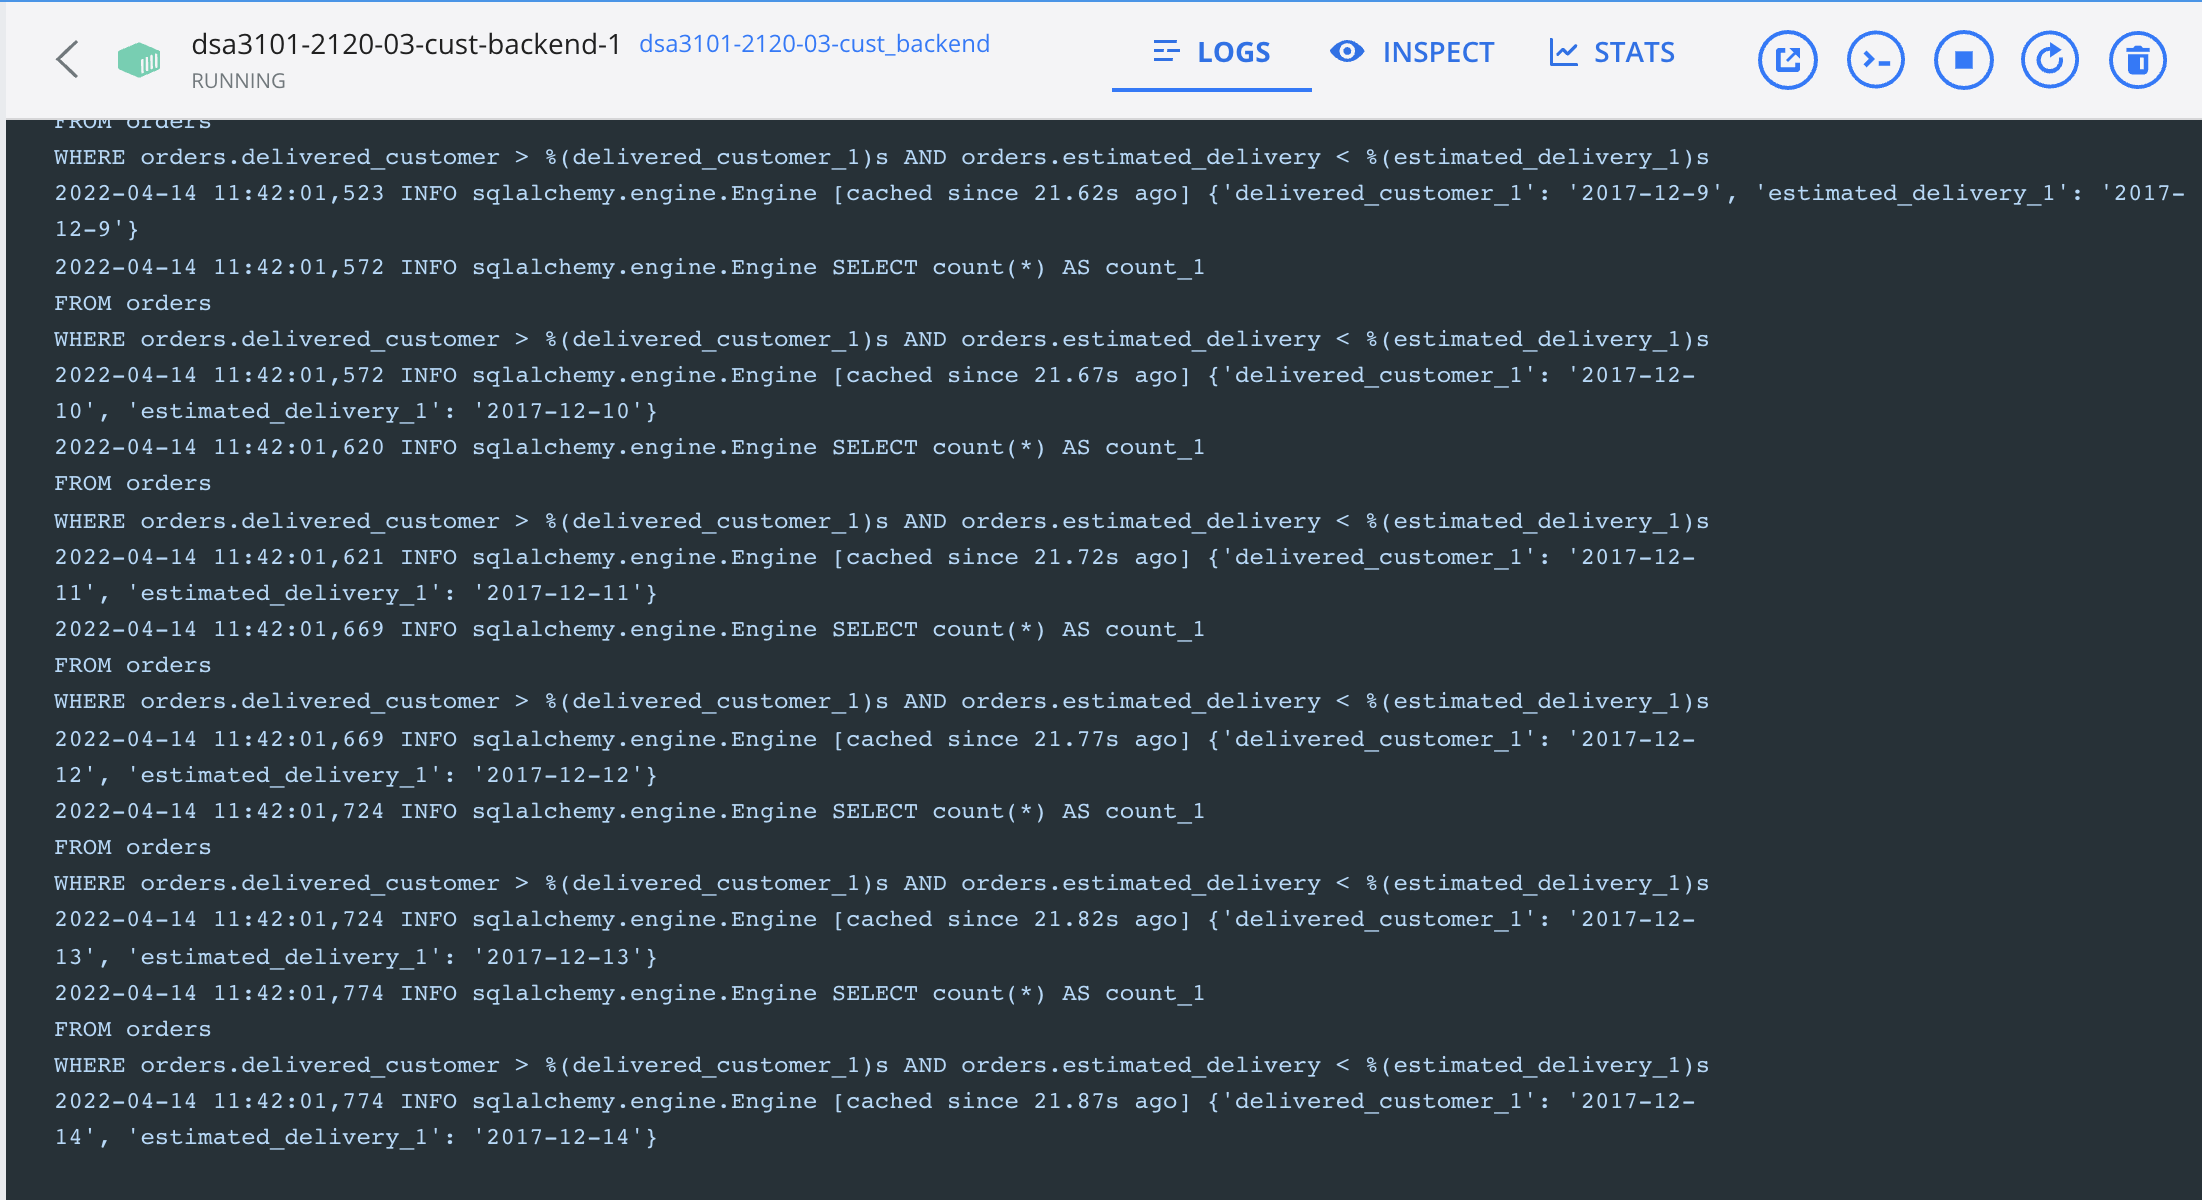 dsa3101-2120-03-cust-backend-1 dsa3101-2120-03-cust_backend
RUNNING
LOGS INSPECT STATS
FROM orders
WHERE orders.delivered_customer > %(delivered_customer_1)s AND orders.estimated_delivery < %(estimated_delivery_1)s
2022-04-14 11:42:01,523 INFO sqlalchemy.engine.Engine [cached since 21.62s ago] {'delivered_customer_1': '2017-12-9', 'estimated_delivery_1': '2017-
12-9'}
2022-04-14 11:42:01,572 INFO sqlalchemy.engine.Engine SELECT count(*) AS count_1
FROM orders
WHERE orders.delivered_customer > %(delivered_customer_1)s AND orders.estimated_delivery < %(estimated_delivery_1)s
2022-04-14 11:42:01,572 INFO sqlalchemy.engine.Engine [cached since 21.67s ago] {'delivered_customer_1': '2017-12-
10', 'estimated_delivery_1': '2017-12-10'}
2022-04-14 11:42:01,620 INFO sqlalchemy.engine.Engine SELECT count(*) AS count_1
FROM orders
WHERE orders.delivered_customer > %(delivered_customer_1)s AND orders.estimated_delivery < %(estimated_delivery_1)s
2022-04-14 11:42:01,621 INFO sqlalchemy.engine.Engine [cached since 21.72s ago] {'delivered_customer_1': '2017-12-
11', 'estimated_delivery_1': '2017-12-11'}
2022-04-14 11:42:01,669 INFO sqlalchemy.engine.Engine SELECT count(*) AS count_1
FROM orders
WHERE orders.delivered_customer > %(delivered_customer_1)s AND orders.estimated_delivery < %(estimated_delivery_1)s
2022-04-14 11:42:01,669 INFO sqlalchemy.engine.Engine [cached since 21.77s ago] {'delivered_customer_1': '2017-12-
12', 'estimated_delivery_1': '2017-12-12'}
2022-04-14 11:42:01,724 INFO sqlalchemy.engine.Engine SELECT count(*) AS count_1
FROM orders
WHERE orders.delivered_customer > %(delivered_customer_1)s AND orders.estimated_delivery < %(estimated_delivery_1)s
2022-04-14 11:42:01,724 INFO sqlalchemy.engine.Engine [cached since 21.82s ago] {'delivered_customer_1': '2017-12-
13', 'estimated_delivery_1': '2017-12-13'}
2022-04-14 11:42:01,774 INFO sqlalchemy.engine.Engine SELECT count(*) AS count_1
FROM orders
WHERE orders.delivered_customer > %(delivered_customer_1)s AND orders.estimated_delivery < %(estimated_delivery_1)s
2022-04-14 11:42:01,774 INFO sqlalchemy.engine.Engine [cached since 21.87s ago] {'delivered_customer_1': '2017-12-
14', 'estimated_delivery_1': '2017-12-14'}